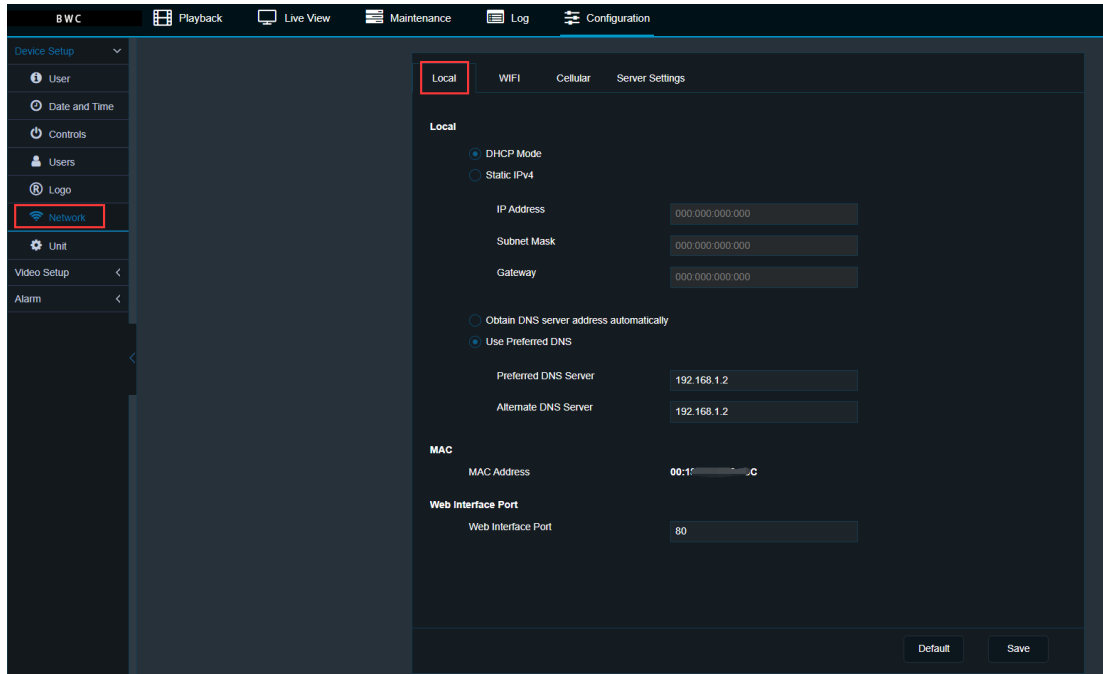 BWC
Playback
Live View
Maintenance
Log
Configuration
Device Setup
User
Date and Time
Controls
Users
Logo
Network
Unit
Video Setup
Alarm
Local WIFI Cellular Server Settings
Local
DHCP Mode
Static IPv4
IP Address 000:000:000:000
Subnet Mask 000:000:000:000
Gateway 000:000:000:000
Obtain DNS server address automatically
Use Preferred DNS
Preferred DNS Server 192.168.1.2
Alternate DNS Server 192.168.1.2
MAC
MAC Address
Web Interface Port
Web Interface Port 80
Default Save